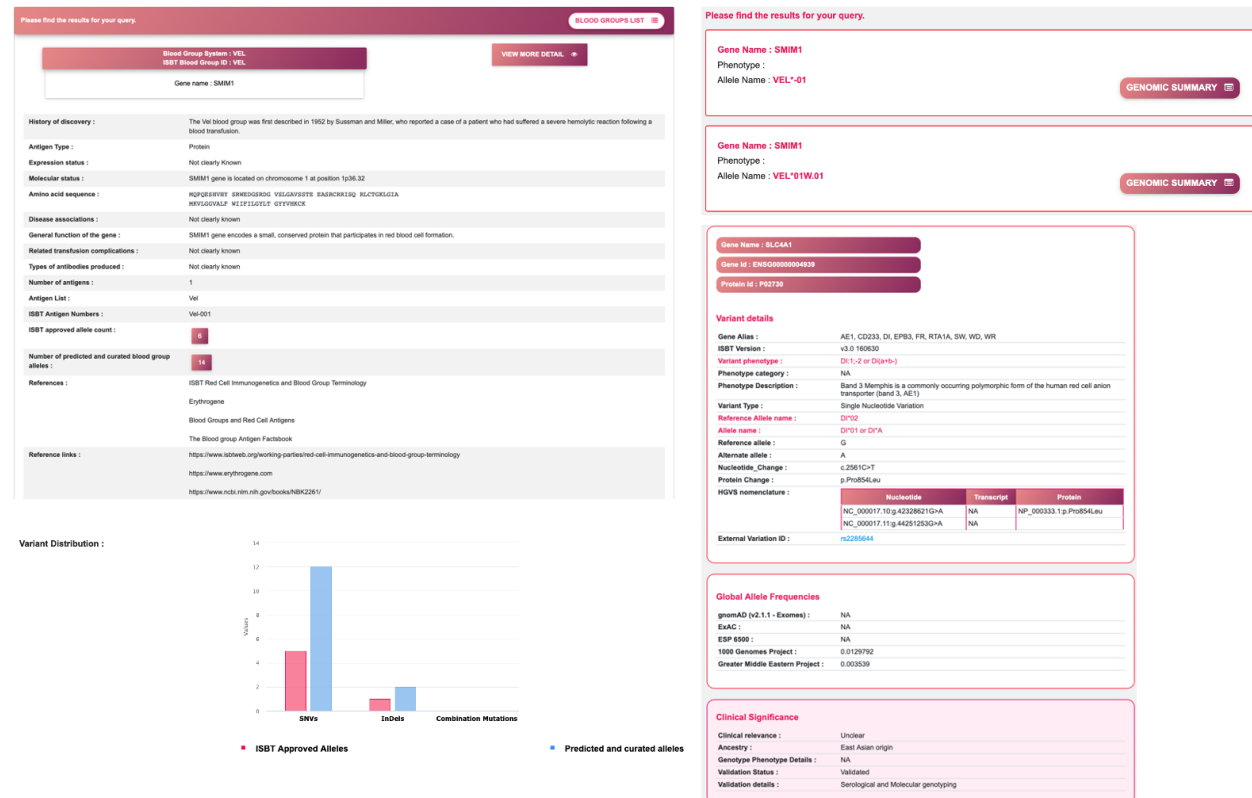 Please find the results for your query.
BLOOD GROUPS LIST
Blood Group System : VEL
ISBT Blood Group ID : VEL
VIEW MORE DETAIL
Gene name : SMIM1
History of discovery :
The Vel blood group was first described in 1952 by Sussman and Miller, who reported a case of a patient who had suffered a severe hemolytic reaction following a
blood transfusion.
Antigen Type :
Protein
Expression status :
Not clearly Known
Molecular status :
SMIM1 gene is located on chromosome 1 at position 1p36.32
Amino acid sequence :
MQPQESHVHY SRWEDGSRDG VSLGAVSSTE EASRCRRISQ RLCTGKLGIA
MKVLGGVALF WIIFILGYLT GYYVHKCK
Disease associations :
Not clearly known
General function of the gene :
SMIM1 gene encodes a small, conserved protein that participates in red blood cell formation.
Related transfusion complications :
Not clearly known
Types of antibodies produced :
Not clearly known
Number of antigens :
1
Antigen List :
Vel
ISBT Antigen Numbers :
Vel-001
ISBT approved allele count :
6
Number of predicted and curated blood group
alleles :
14
References :
ISBT Red Cell Immunogenetics and Blood Group Terminology
Erythrogene
Blood Groups and Red Cell Antigens
The Blood group Antigen Factsbook
Reference links :
https://www.isbtweb.org/working-parties/red-cell-immunogenetics-and-blood-group-terminology
https://www.erythrogene.com
https://www.ncbi.nlm.nih.gov/books/NBK2261/
Variant Distribution :
14
12
10
8
6
4
2
0
Values
SNVs
InDels
Combination Mutations
ISBT Approved Alleles
Predicted and curated alleles
Please find the results for your query.
Gene Name : SMIM1
Phenotype :
Allele Name : VEL*-01
GENOMIC SUMMARY
Gene Name : SMIM1
Phenotype :
Allele Name : VEL*01W.01
GENOMIC SUMMARY
Gene Name : SLC4A1
Gene Id : ENSG00000004939
Protein Id : P02730
Variant details
Gene Alias :
AE1, CD233, DI, EPB3, FR, RTA1A, SW, WD, WR
ISBT Version :
v3.0 160630
Variant phenotype :
DI:1;-2 or Di(a+b-)
Phenotype category :
NA
Phenotype Description :
Band 3 Memphis is a commonly occurring polymorphic form of the human red cell anion
transporter (band 3, AE1)
Variant Type :
Single Nucleotide Variation
Reference Allele name :
DI*02
Allele name :
DI*01 or DI*A
Reference allele :
G
Alternate allele :
A
Nucleotide_Change :
c.2561C>T
Protein Change :
p.Pro854Leu
HGVS nomenclature :
Nucleotide Transcript Protein
NC_000017.10:g.42328621G>A NA NP_000333.1:p.Pro854Leu
NC_000017.11:g.44251253G>A NA
External Variation ID :
rs2285644
Global Allele Frequencies
gnomAD (v2.1.1 - Exomes) :
NA
ExAC :
NA
ESP 6500 :
NA
1000 Genomes Project :
0.0129792
Greater Middle Eastern Project :
0.003539
Clinical Significance
Clinical relevance :
Unclear
Ancestry :
East Asian origin
Genotype Phenotype Details :
NA
Validation Status :
Validated
Validation details :
Serological and Molecular genotyping